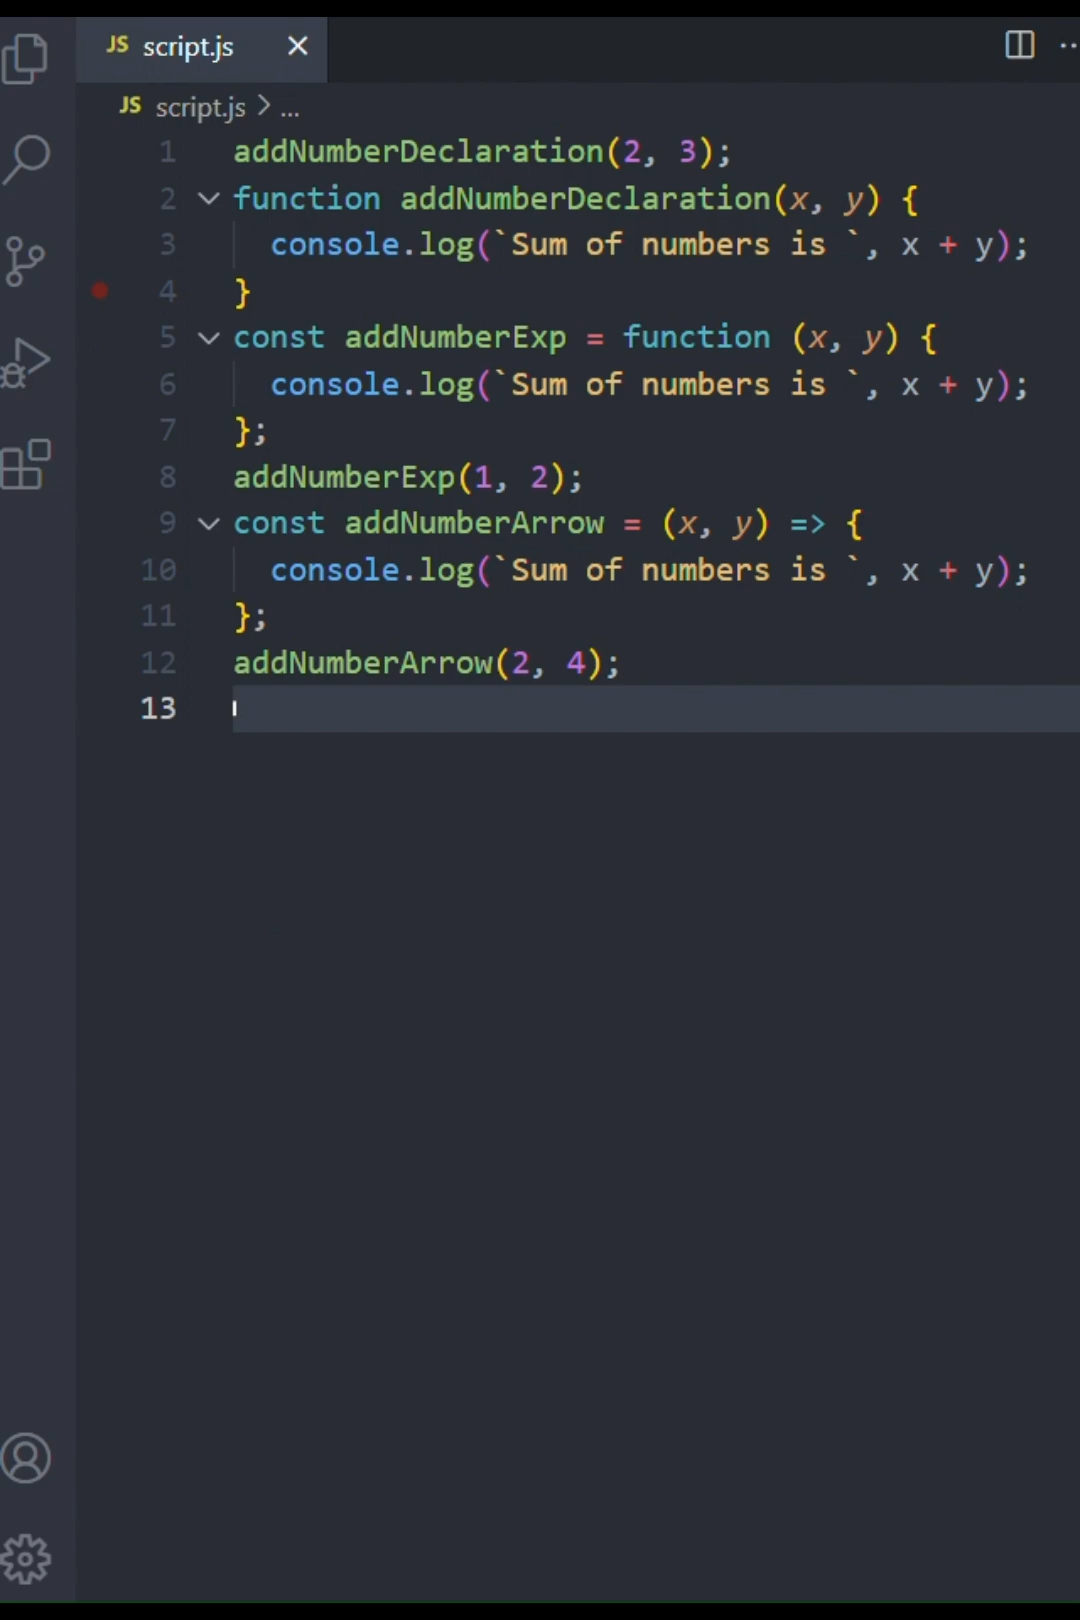 JS script.js ×
JS script.js > ...
1 addNumberDeclaration(2, 3);
2 function addNumberDeclaration(x, y) {
3 console.log(`Sum of numbers is `, x + y);
4 }
5 const addNumberExp = function (x, y) {
6 console.log(`Sum of numbers is `, x + y);
7 };
8 addNumberExp(1, 2);
9 const addNumberArrow = (x, y) => {
10 console.log(`Sum of numbers is `, x + y);
11 };
12 addNumberArrow(2, 4);
13